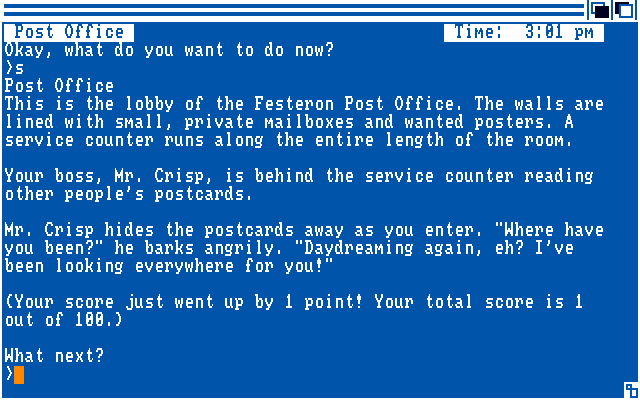 Post Office Time: 3:01 pm
Okay, what do you want to do now?
>s
Post Office
This is the lobby of the Festeron Post Office. The walls are
lined with small, private mailboxes and wanted posters. A
service counter runs along the entire length of the room.
Your boss, Mr. Crisp, is behind the service counter reading
other people's postcards.
Mr. Crisp hides the postcards away as you enter. "Where have
you been?" he barks angrily. "Daydreaming again, eh? I've
been looking everywhere for you!"
(Your score just went up by 1 point! Your total score is 1
out of 100.)
What next?
>